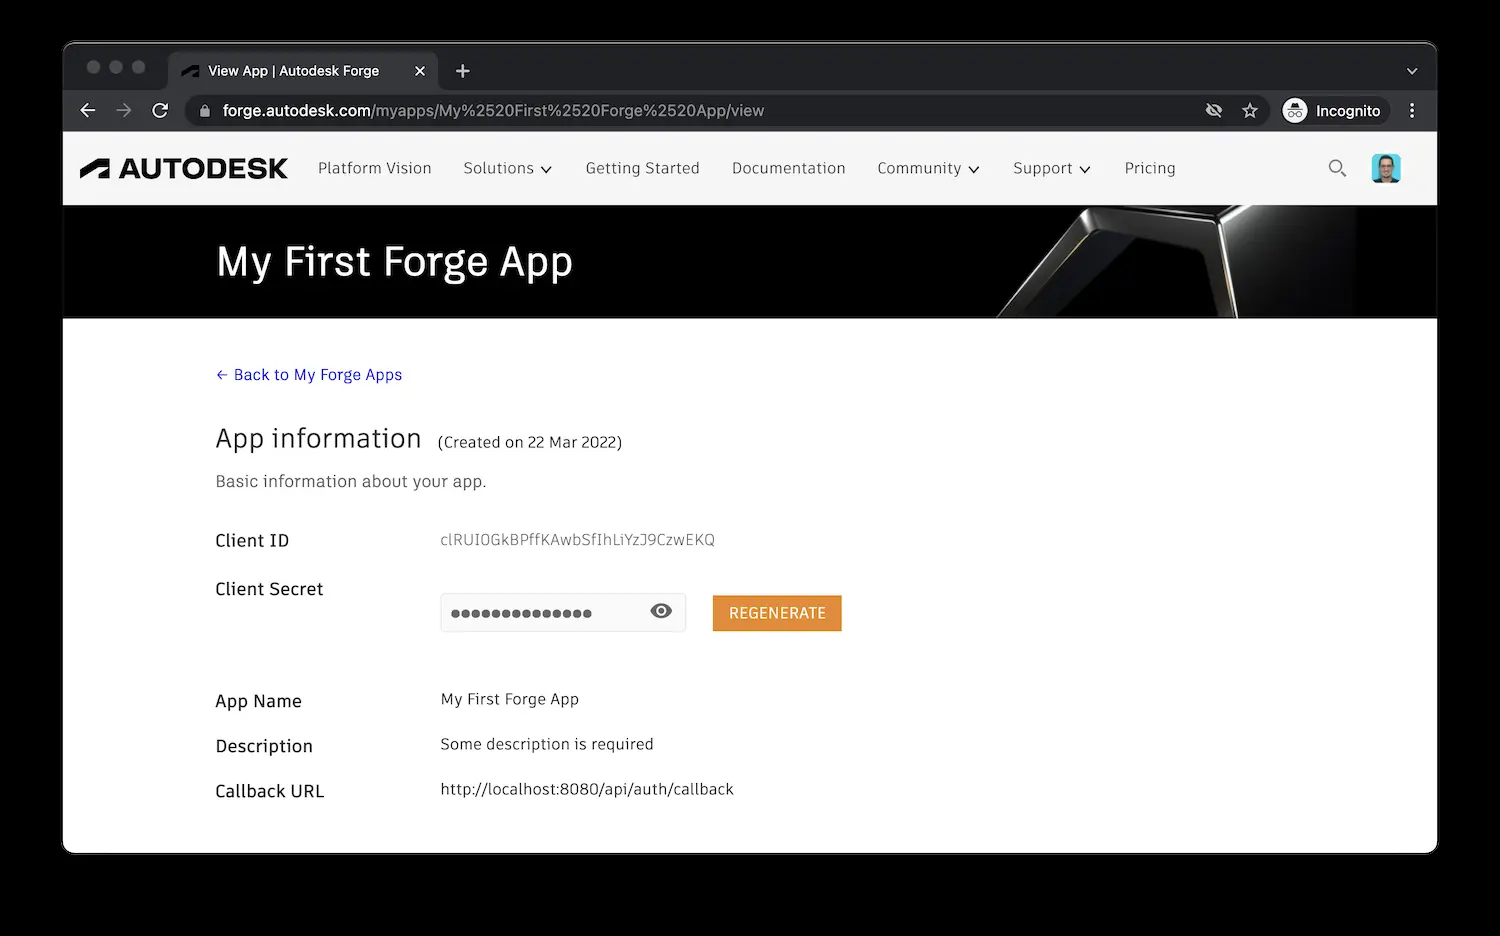 View App | Autodesk Forge
forge.autodesk.com/myapps/My%2520First%2520Forge%2520App/view
Incognito
AUTODESK
Platform Vision
Solutions
Getting Started
Documentation
Community
Support
Pricing
My First Forge App
← Back to My Forge Apps
App information (Created on 22 Mar 2022)
Basic information about your app.
Client ID
clRUI0GkBPffKAwbSfIhLiYzJ9CzwEKQ
Client Secret
••••••••••••••
REGENERATE
App Name
My First Forge App
Description
Some description is required
Callback URL
http://localhost:8080/api/auth/callback